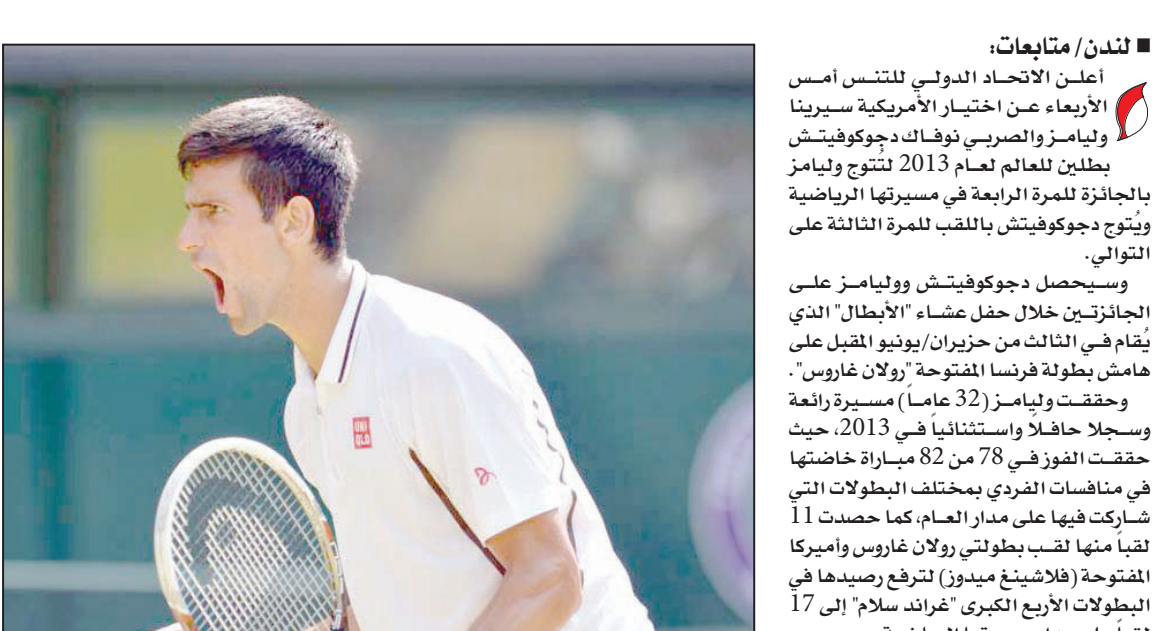 ■ لندن/ متابعات:
أعلن الاتحاد الدولي للتنس أمس
الأربعاء عن اختيار الأمريكية سيرينا
وليامز والصربي نوفاك دجوكوفيتش
بطلين للعالم لعام 2013 لتُتوج وليامز
بالجائزة للمرة الرابعة في مسيرتها الرياضية
ويُتوج دجوكوفيتش باللقب للمرة الثالثة على
التوالي.
وسيحصل دجوكوفيتش ووليامز على
الجائزتين خلال حفل عشاء "الأبطال" الذي
يُقام في الثالث من حزيران/يونيو المقبل على
هامش بطولة فرنسا المفتوحة "رولان غاروس".
وحققت وليامز (32 عاماً) مسيرة رائعة
وسجلا حافلاً واستثنائياً في 2013، حيث
حققت الفوز في 78 من 82 مباراة خاضتها
في منافسات الفردي بمختلف البطولات التي
شاركت فيها على مدار العام، كما حصدت 11
لقباً منها لقب بطولتي رولان غاروس وأميركا
المفتوحة (فلاشينغ ميدوز) لترفع رصيدها في
البطولات الأربع الكبرى "غراند سلام" إلى 17
UNI
QLO